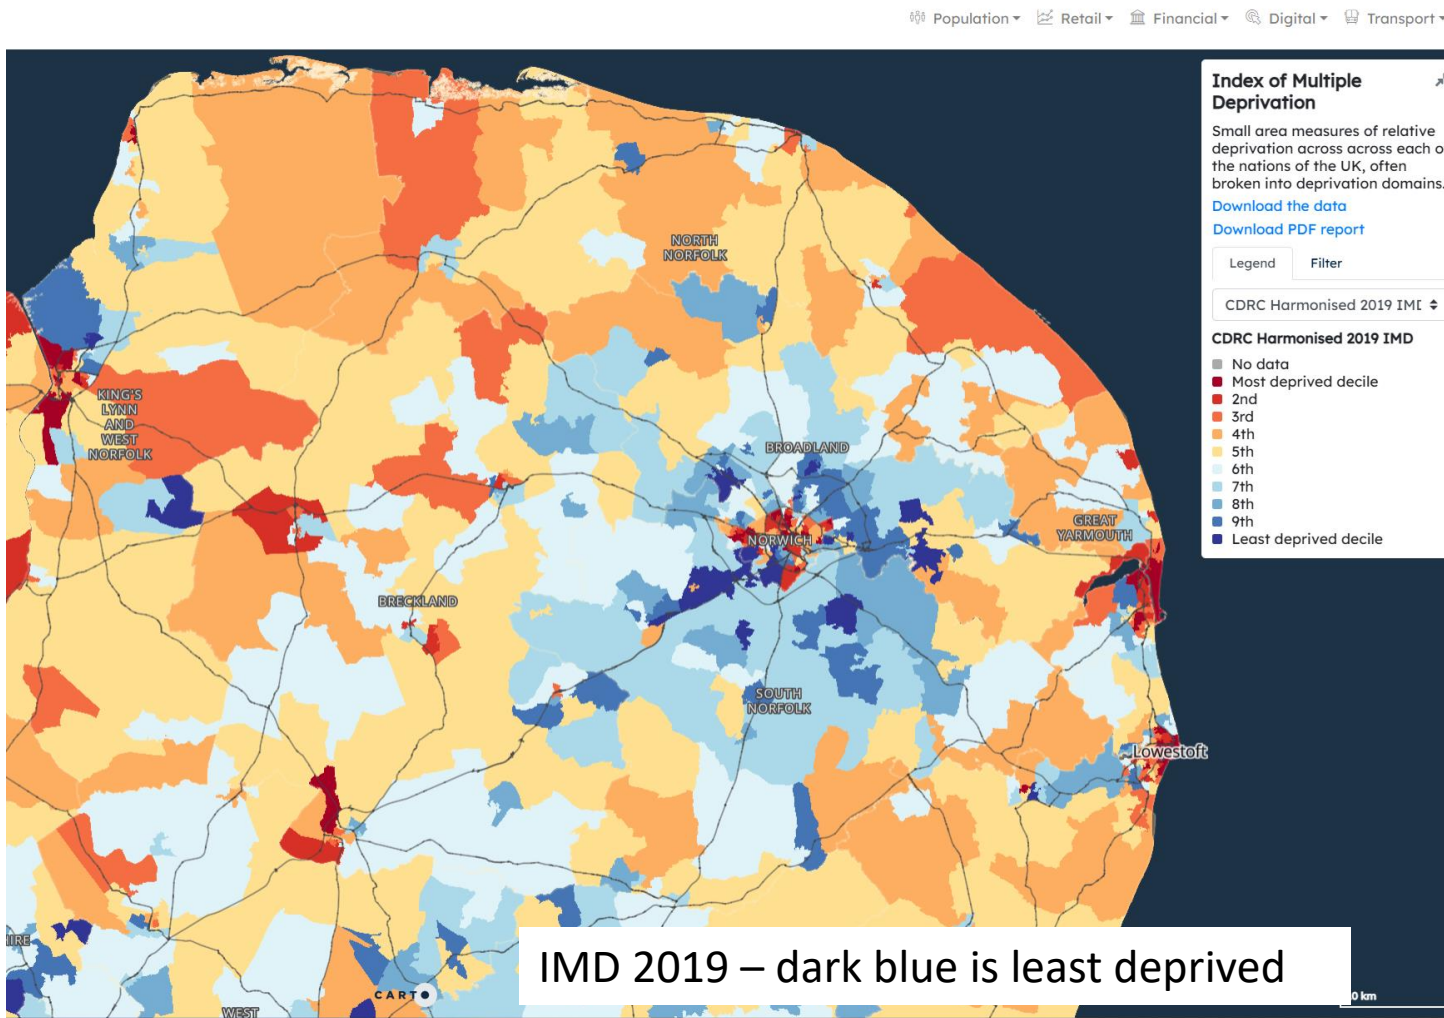 Population
Retail
Financial
Digital
Transport
Index of Multiple
Deprivation
Small area measures of relative
deprivation across across each o
the nations of the UK, often
broken into deprivation domains.
Download the data
Download PDF report
Legend
Filter
CDRC Harmonised 2019 IMI
CDRC Harmonised 2019 IMD
No data
Most deprived decile
2nd
3rd
4th
5th
6th
7th
8th
9th
Least deprived decile
NORTH
NORFOLK
KING'S
LYNN
AND
WEST
NORFOLK
BROADLAND
GREAT
YARMOUTH
NORWICH
BRECKLAND
SOUTH
NORFOLK
Lowestoft
IRE
IMD 2019 – dark blue is least deprived
CARTO
0 km
WEST